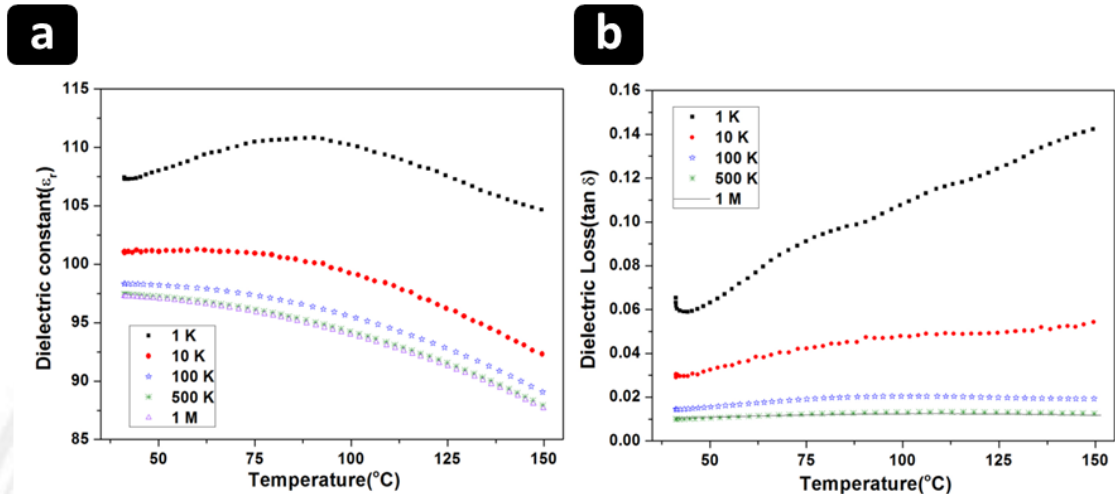 a
Dielectric constant(εr)
115
110
105
100
95
90
85
1 K
10 K
100 K
500 K
1 M
50
75
100
125
150
Temperature(°C)
b
Dielectric Loss(tan δ)
0.16
0.14
0.12
0.10
0.08
0.06
0.04
0.02
0.00
1 K
10 K
100 K
500 K
1 M
50
75
100
125
150
Temperature(°C)